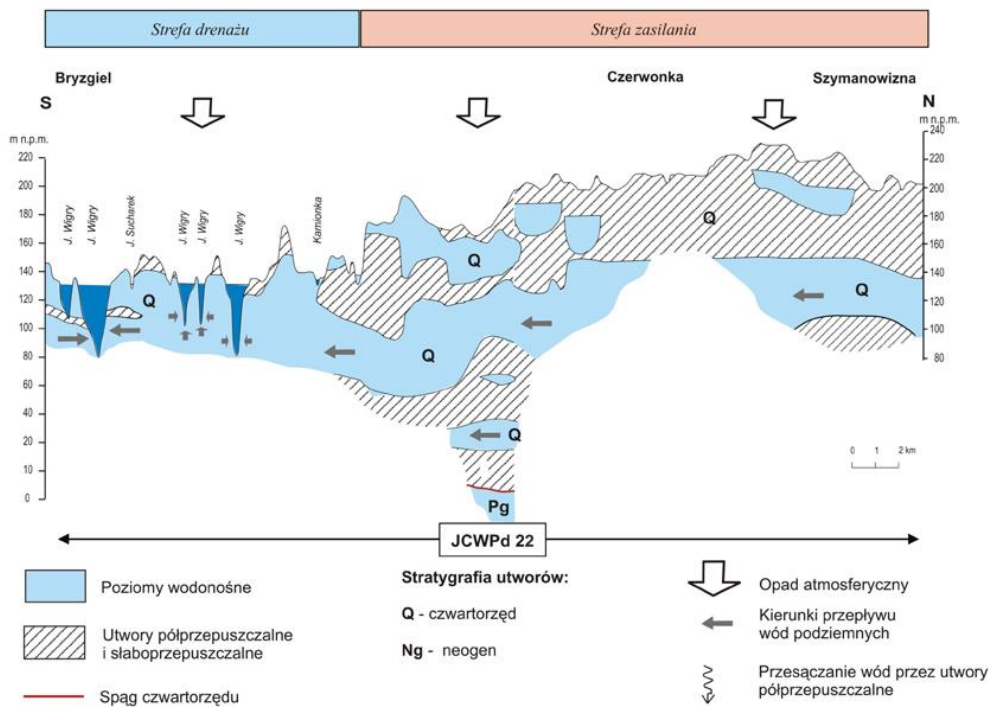 Strefa drenażu
Strefa zasilania
Bryzgiel
Czerwonka
Szymanowizna
S
N
m n.p.m.
m n.p.m.
220
200
180
160
140
120
100
80
60
40
20
10
0
240
220
200
180
160
140
120
100
80
J. Wigry
J. Wigry
J. Sucharek
J. Wigry
J. Wigry
J. Wigry
Kamionka
Q
Q
Q
Q
Q
Q
Pg
0 1 2 km
JCWPd 22
Poziomy wodonośne
Utwory półprzepuszczalne
i słaboprzepuszczalne
Spąg czwartorzędu
Stratygrafia utworów:
Q - czwartorzęd
Ng - neogen
Opad atmosferyczny
Kierunki przepływu
wód podziemnych
Przesączanie wód przez utwory
półprzepuszczalne